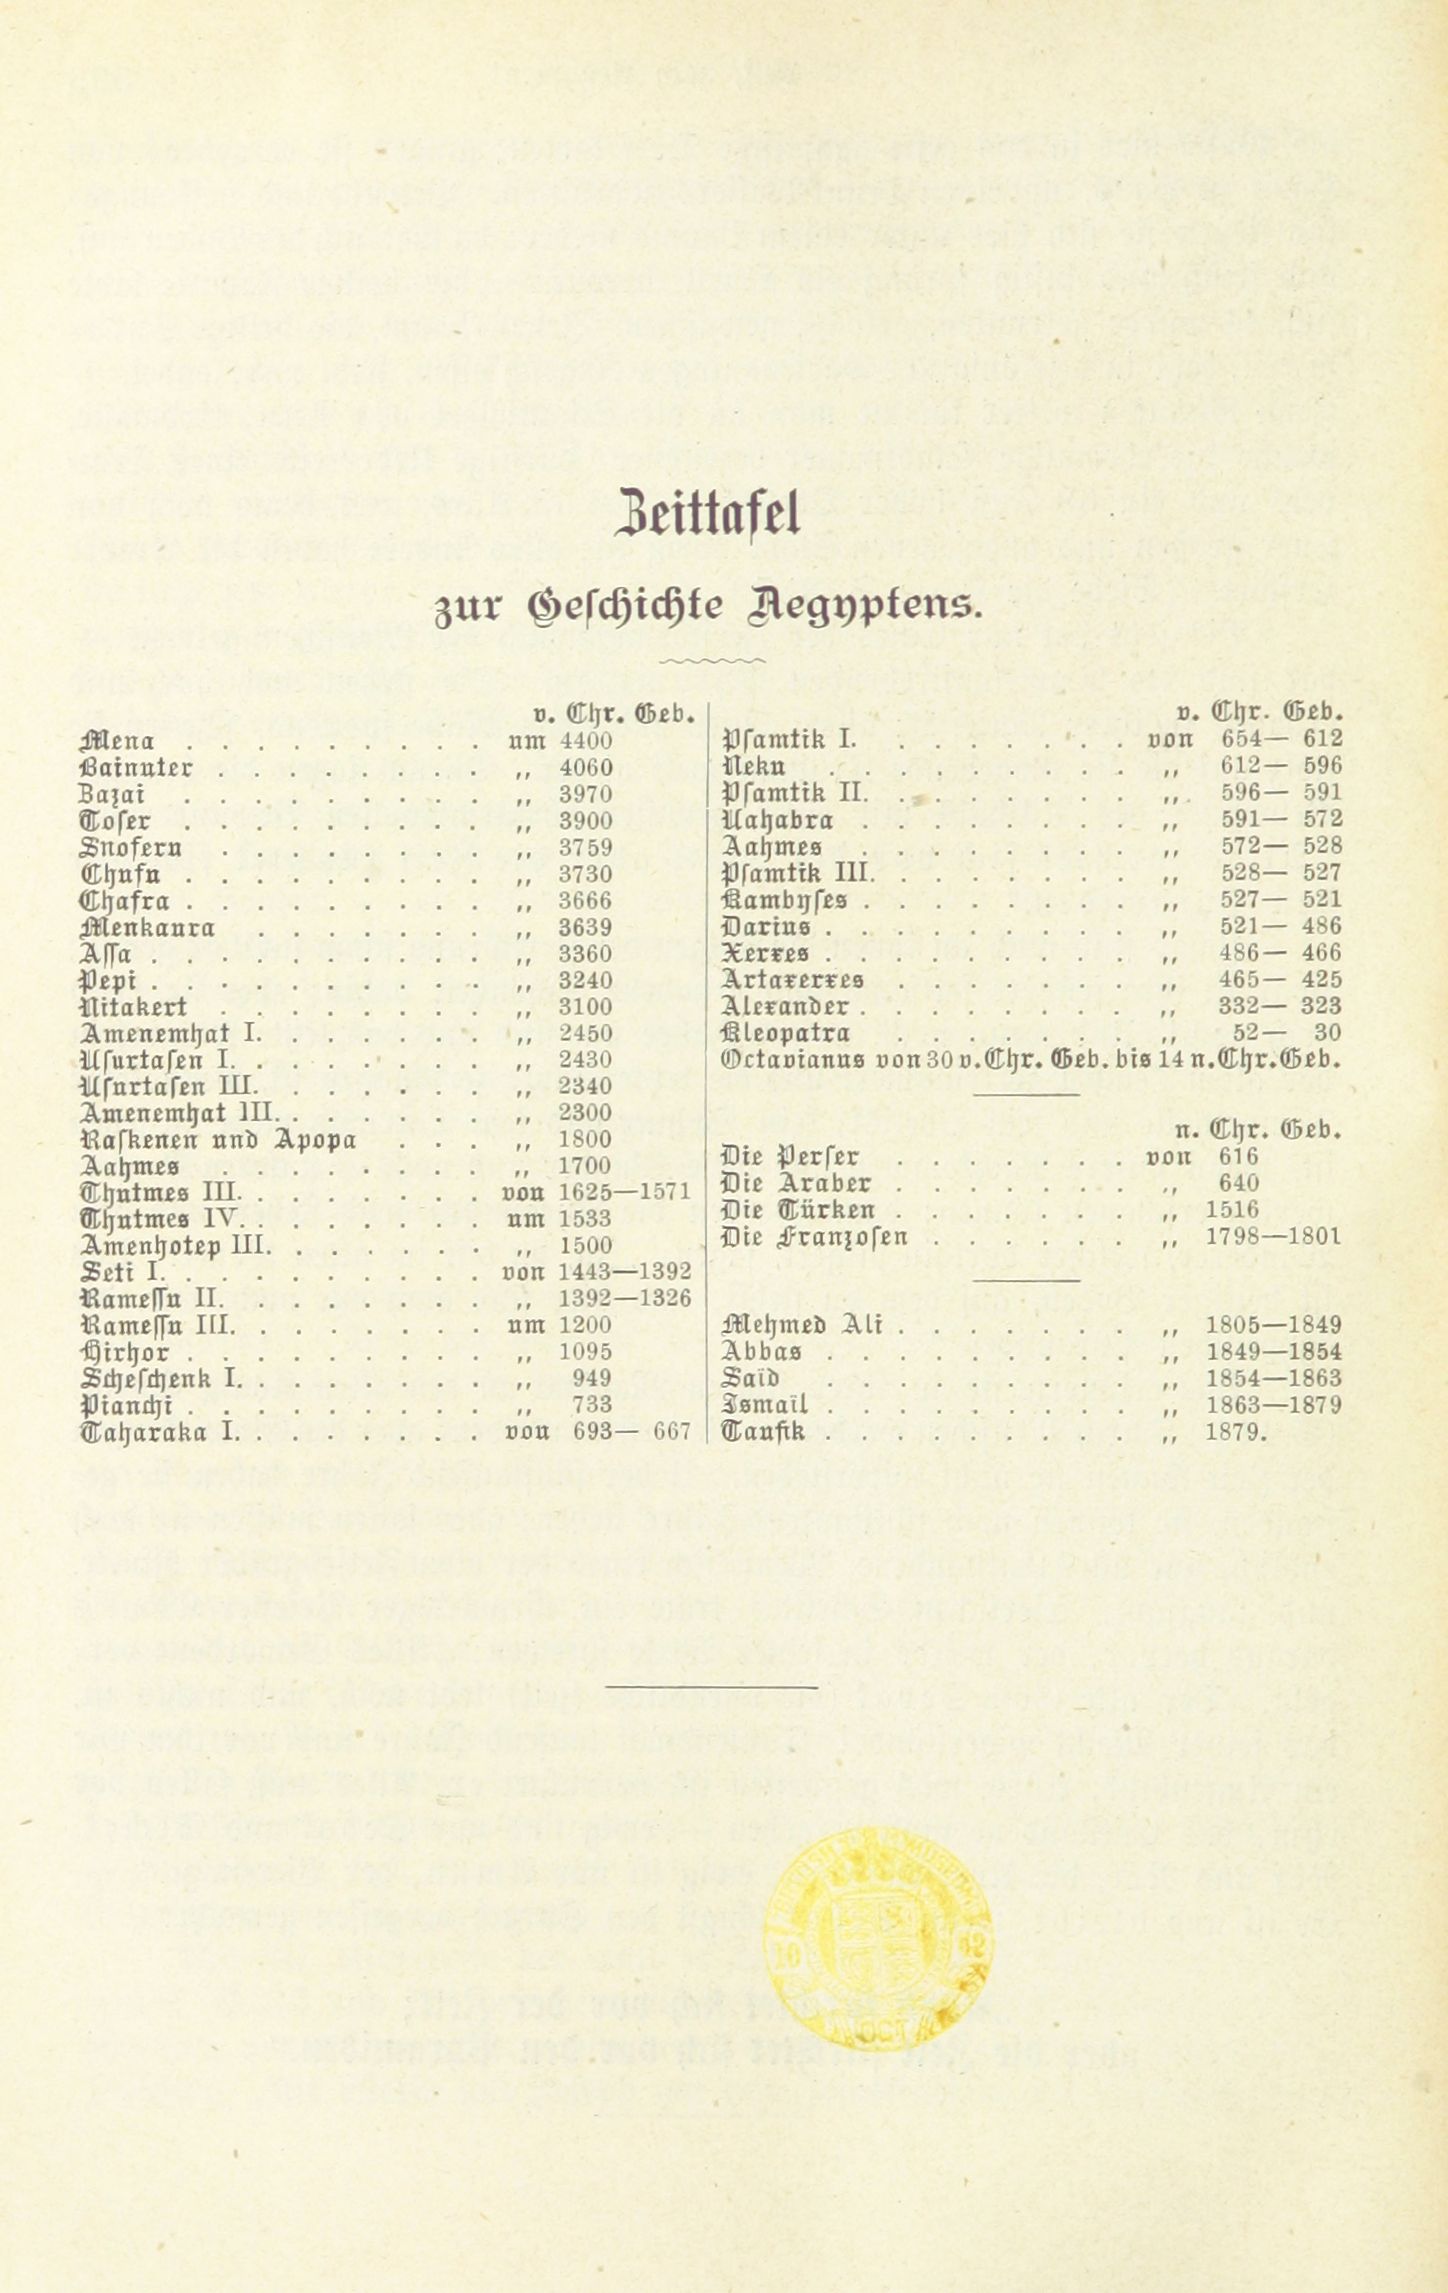 Zeittafel
zur Geſchichte Aegyptens.
v. Chr. Geb.
Mena . . . . . . . . . um 4400
Bainuter . . . . . . . . „ 4060
Zazai . . . . . . . . . „ 3970
Toſer . . . . . . . . . „ 3900
Snofern . . . . . . . . „ 3759
Chufu . . . . . . . . . „ 3730
Chafra . . . . . . . . . „ 3666
Menkaura . . . . . . . „ 3639
Aſſa . . . . . . . . . . „ 3360
Pepi . . . . . . . . . . „ 3240
Nitakert . . . . . . . . „ 3100
Amenemhat I. . . . . . . „ 2450
Uſurtaſen I. . . . . . . . „ 2430
Uſurtaſen III. . . . . . . „ 2340
Amenemhat III. . . . . . . „ 2300
Raſkenen und Apopa . . . „ 1800
Aahmes . . . . . . . . „ 1700
Thutmes III. . . . . . . . von 1625—1571
Thutmes IV. . . . . . . . um 1533
Amenhotep III. . . . . . . „ 1500
Seti I. . . . . . . . . . von 1443—1392
Rameſſu II. . . . . . . . „ 1392—1326
Rameſſu III. . . . . . . . um 1200
Hirhor . . . . . . . . . „ 1095
Scheſchenk I. . . . . . . . „ 949
Pianchi . . . . . . . . . „ 733
Taharaka I. . . . . . . . von 693— 667
v. Chr. Geb.
Pſamtik I. . . . . . . . von 654— 612
Neku . . . . . . . . . „ 612— 596
Pſamtik II. . . . . . . . „ 596— 591
Uahabra . . . . . . . . „ 591— 572
Aahmes . . . . . . . . „ 572— 528
Pſamtik III. . . . . . . . „ 528— 527
Kambyſes . . . . . . . . „ 527— 521
Darius . . . . . . . . . „ 521— 486
Xerxes . . . . . . . . . „ 486— 466
Artaxerxes . . . . . . . „ 465— 425
Alexander . . . . . . . . „ 332— 323
Kleopatra . . . . . . . „ 52— 30
Octavianus von 30 v. Chr. Geb. bis 14 n. Chr. Geb.
n. Chr. Geb.
Die Perſer . . . . . . . von 616
Die Araber . . . . . . . „ 640
Die Türken . . . . . . . „ 1516
Die Franzoſen . . . . . . „ 1798—1801
Mehmed Ali . . . . . . . „ 1805—1849
Abbas . . . . . . . . . „ 1849—1854
Saïd . . . . . . . . . „ 1854—1863
Ismaïl . . . . . . . . . „ 1863—1879
Taufik . . . . . . . . . „ 1879.
OCT